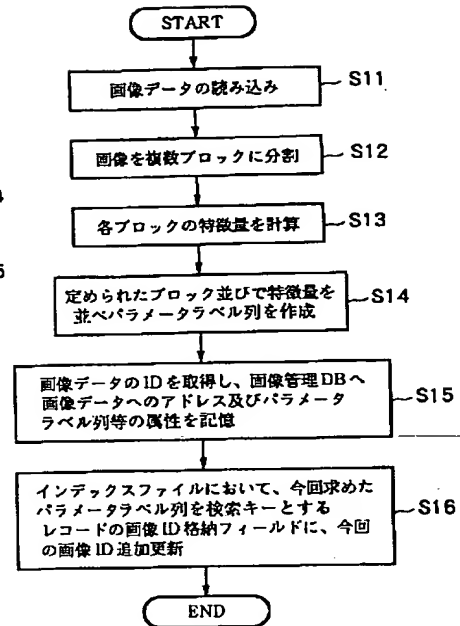 START
画像データの読み込み
S11
画像を複数ブロックに分割
S12
各ブロックの特徴量を計算
S13
定められたブロック並びで特徴量を
並べパラメータラベル列を作成
S14
画像データのIDを取得し、画像管理DBへ
画像データへのアドレス及びパラメータ
ラベル列等の属性を記憶
S15
インデックスファイルにおいて、今回求めた
パラメータラベル列を検索キーとする
レコードの画像ID格納フィールドに、今回
の画像ID追加更新
S16
END